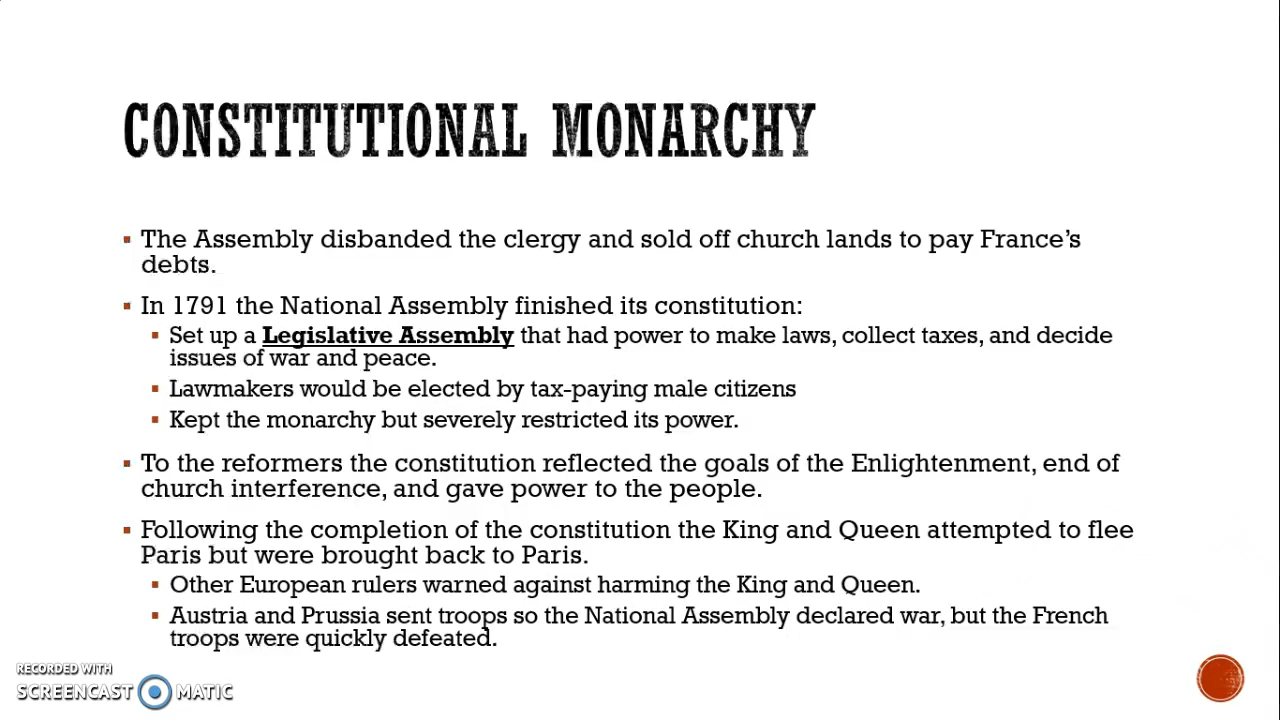 CONSTITUTIONAL MONARCHY
▪ The Assembly disbanded the clergy and sold off church lands to pay France's
debts.
▪ In 1791 the National Assembly finished its constitution:
▪ Set up a Legislative Assembly that had power to make laws, collect taxes, and decide
issues of war and peace.
▪ Lawmakers would be elected by tax-paying male citizens
▪ Kept the monarchy but severely restricted its power.
▪ To the reformers the constitution reflected the goals of the Enlightenment, end of
church interference, and gave power to the people.
▪ Following the completion of the constitution the King and Queen attempted to flee
Paris but were brought back to Paris.
▪ Other European rulers warned against harming the King and Queen.
▪ Austria and Prussia sent troops so the National Assembly declared war, but the French
troops were quickly defeated.
RECORDED WITH
SCREENCAST MATIC